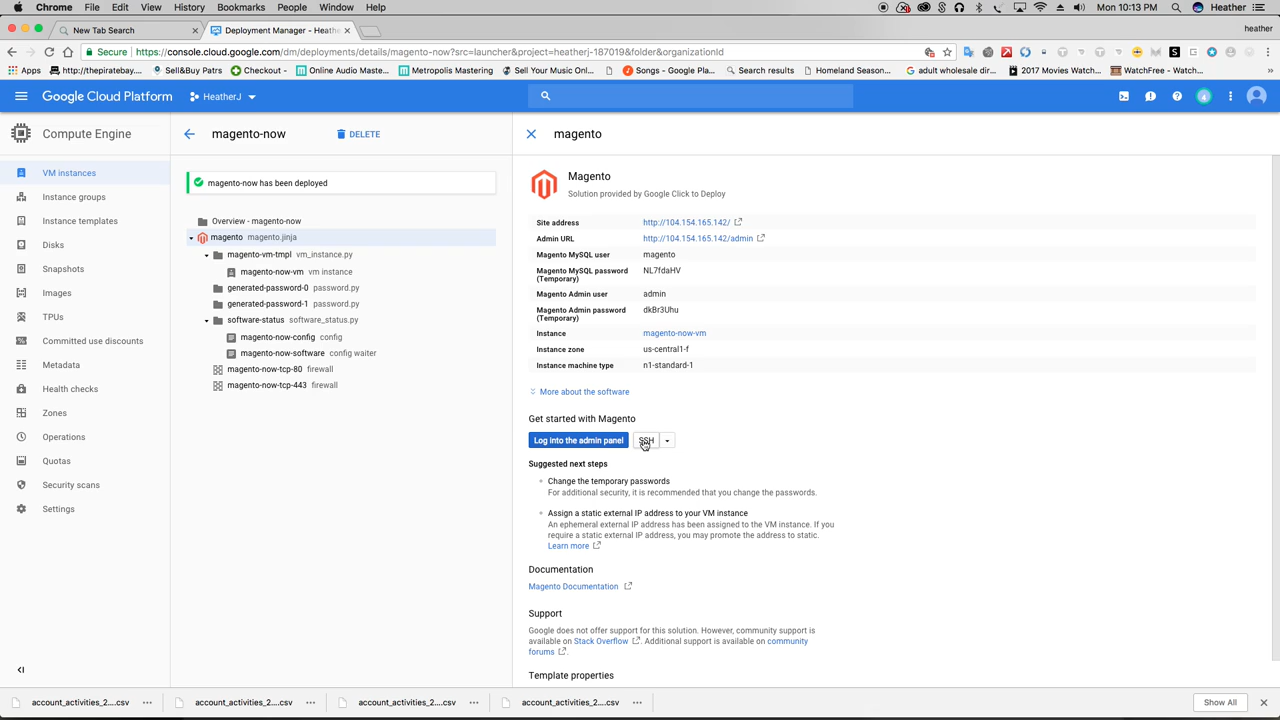 Chrome File Edit View History Bookmarks People Window Help Mon 10:13 PM Heather
New Tab Search Deployment Manager - Heathe heather
Secure https://console.cloud.google.com/dm/deployments/details/magento-now?src=launcher&project=heatherj-187019&folder&organizationId
Apps http://thepiratebay.... Sell&Buy Patrs Checkout - Online Auto Maste... Metropolis Mastering Sell Your Music Onl... Songs - Google Pla... Search results Homeland Season... adult wholesale dir... 2017 Movies Watch... WatchFree - Watc...
Google Cloud Platform HeatherJ
Compute Engine magento-now DELETE magento
VM instances
Instance groups
Instance templates
Disks
Snapshots
Images
TPUs
Committed use discounts
Metadata
Health checks
Zones
Operations
Quotas
Security scans
Settings
magento-now has been deployed
Overview - magento-now
magento magento.jinja
magento-vm-tmpl vm_instance.py
magento-now-vm vm instance
generated-password-0 password.py
generated-password-1 password.py
software-status software_status.py
magento-now-config config
magento-now-software config waiter
magento-now-tcp-80 firewall
magento-now-tcp-443 firewall
Magento
Solution provided by Google Click to Deploy
Site address http://104.154.165.142/
Admin URL http://104.154.165.142/admin
Magento MySQL user magento
Magento MySQL password NL7fdaHV
(Temporary)
Magento Admin user admin
Magento Admin password dkBr3Uhu
(Temporary)
Instance magento-now-vm
Instance zone us-central1-f
Instance machine type n1-standard-1
More about the software
Get started with Magento
Log into the admin panel SSH
Suggested next steps
Change the temporary passwords
For additional security, it is recommended that you change the passwords.
Assign a static external IP address to your VM instance
An ephemeral external IP address has been assigned to the VM instance. If you
require a static external IP address, you may promote the address to static.
Learn more
Documentation
Magento Documentation
Support
Google does not offer support for this solution. However, community support is
available on Stack Overflow . Additional support is available on community
forums .
Template properties
account_activities_2....csv account_activities_2....csv account_activities_2....csv account_activities_2....csv Show All